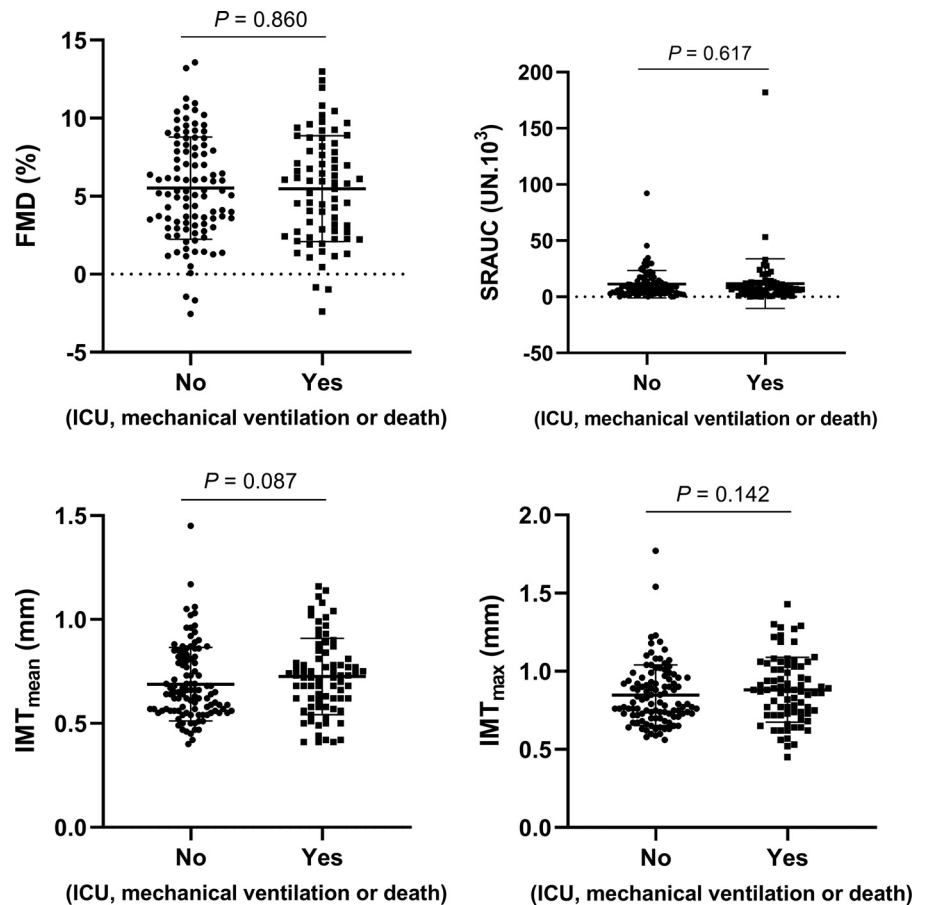 P = 0.860
15
10
5
0
-5
FMD (%)
No Yes
(ICU, mechanical ventilation or death)
P = 0.617
200
150
100
50
0
-50
SRAUC (UN.10³)
No Yes
(ICU, mechanical ventilation or death)
P = 0.087
1.5
1.0
0.5
0.0
IMTmean (mm)
No Yes
(ICU, mechanical ventilation or death)
P = 0.142
2.0
1.5
1.0
0.5
0.0
IMTmax (mm)
No Yes
(ICU, mechanical ventilation or death)